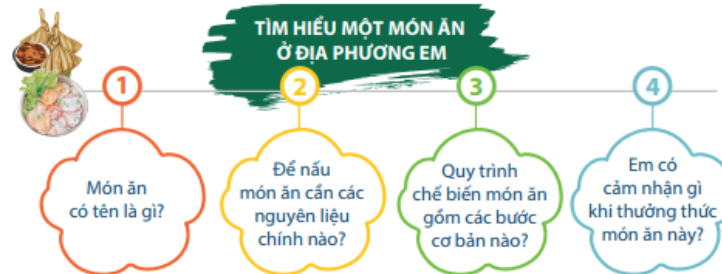 TÌM HIỂU MỘT MÓN ĂN
Ở ĐỊA PHƯƠNG EM
1
Món ăn
có tên là gì?
2
Để nấu
món ăn cần các
nguyên liệu
chính nào?
3
Quy trình
chế biến món ăn
gồm các bước
cơ bản nào?
4
Em có
cảm nhận gì
khi thưởng thức
món ăn này?